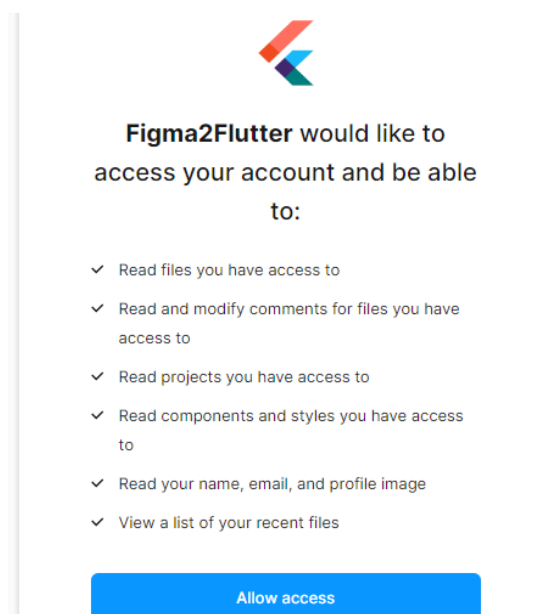 Figma2Flutter would like to
access your account and be able
to:
Read files you have access to
Read and modify comments for files you have
access to
Read projects you have access to
Read components and styles you have access
to
Read your name, email, and profile image
View a list of your recent files
Allow access